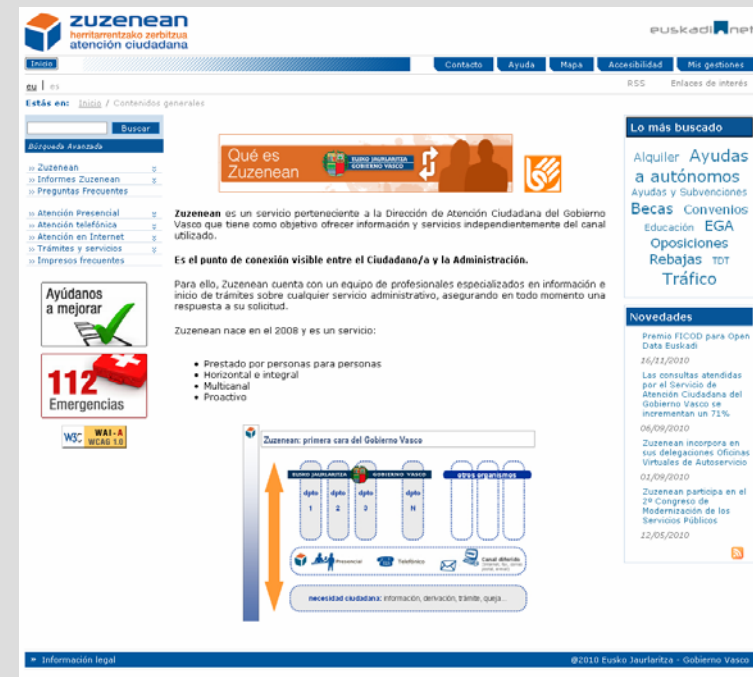 zuzenean
herritarrentzako zerbitzua
atención ciudadana
euskadi net
Inicio
Contacto
Ayuda
Mapa
Accesibilidad
Mis gestiones
eu | es
RSS Enlaces de interés
Estás en: Inicio / Contenidos generales
Buscar
Búsqueda Avanzada
» Zuzenean
» Informes Zuzenean
» Preguntas Frecuentes
» Atención Presencial
» Atención telefónica
» Atención en Internet
» Trámites y servicios
» Impresos frecuentes
Ayúdanos
a mejorar
112
Emergencias
W3C WAI-A
WCAG 1.0
Qué es
Zuzenean
EUSKO JAURLARITZA
GOBIERNO VASCO
Zuzenean es un servicio perteneciente a la Dirección de Atención Ciudadana del Gobierno
Vasco que tiene como objetivo ofrecer información y servicios independientemente del canal
utilizado.
Es el punto de conexión visible entre el Ciudadano/a y la Administración.
Para ello, Zuzenean cuenta con un equipo de profesionales especializados en información e
inicio de trámites sobre cualquier servicio administrativo, asegurando en todo momento una
respuesta a su solicitud.
Zuzenean nace en el 2008 y es un servicio:
• Prestado por personas para personas
• Horizontal e integral
• Multicanal
• Proactivo
Zuzenean: primera cara del Gobierno Vasco
EUSKO JAURLARITZA GOBIERNO VASCO
otros organismos
dpto dpto dpto dpto
1 2 3 N
Presencial
Telefónico
Canal diferido
necesidad ciudadana: información, derivación, trámite, queja...
Lo más buscado
Alquiler Ayudas
a autónomos
Ayudas y Subvenciones
Becas Convenios
Educación EGA
Oposiciones
Rebajas TDT
Tráfico
Novedades
Premio FICOD para Open
Data Euskadi
16/11/2010
Las consultas atendidas
por el Servicio de
Atención Ciudadana del
Gobierno Vasco se
incrementan un 71%
06/09/2010
Zuzenean incorpora en
sus delegaciones Oficinas
Virtuales de Autoservicio
01/09/2010
Zuzenean participa en el
2º Congreso de
Modernización de los
Servicios Públicos
12/05/2010
» Información legal
@2010 Eusko Jaurlaritza - Gobierno Vasco